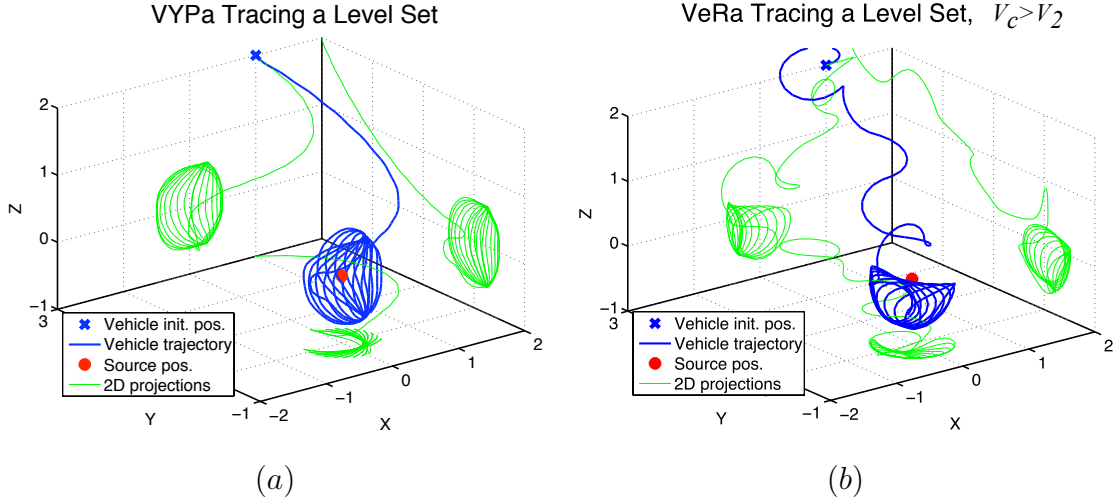 VYPa Tracing a Level Set
2
1
0
−1
Z
3
Y
−1
−2
−1
0
1
2
X
Vehicle init. pos.
Vehicle trajectory
Source pos.
2D projections
(a)
VeRa Tracing a Level Set, V_c>V_2
2
1
0
−1
Z
3
Y
−1
−2
−1
0
1
2
X
Vehicle init. pos.
Vehicle trajectory
Source pos.
2D projections
(b)